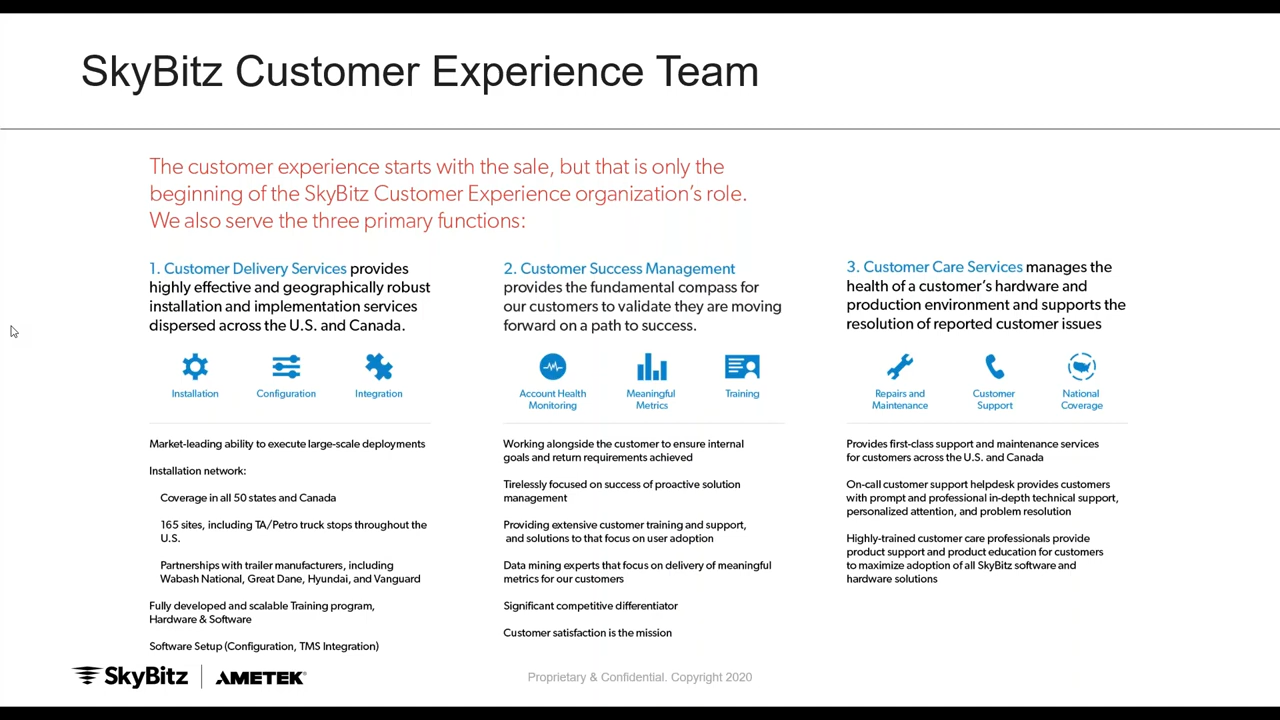 SkyBitz Customer Experience Team
The customer experience starts with the sale, but that is only the
beginning of the SkyBitz Customer Experience organization's role.
We also serve the three primary functions:
1. Customer Delivery Services provides
highly effective and geographically robust
installation and implementation services
dispersed across the U.S. and Canada.
Installation
Configuration
Integration
Market-leading ability to execute large-scale deployments
Installation network:
Coverage in all 50 states and Canada
165 sites, including TA/Petro truck stops throughout the
U.S.
Partnerships with trailer manufacturers, including
Wabash National, Great Dane, Hyundai, and Vanguard
Fully developed and scalable Training program,
Hardware & Software
Software Setup (Configuration, TMS Integration)
2. Customer Success Management
provides the fundamental compass for
our customers to validate they are moving
forward on a path to success.
Account Health
Monitoring
Meaningful
Metrics
Training
Working alongside the customer to ensure internal
goals and return requirements achieved
Tirelessly focused on success of proactive solution
management
Providing extensive customer training and support,
and solutions to that focus on user adoption
Data mining experts that focus on delivery of meaningful
metrics for our customers
Significant competitive differentiator
Customer satisfaction is the mission
3. Customer Care Services manages the
health of a customer's hardware and
production environment and supports the
resolution of reported customer issues
Repairs and
Maintenance
Customer
Support
National
Coverage
Provides first-class support and maintenance services
for customers across the U.S. and Canada
On-call customer support helpdesk provides customers
with prompt and professional in-depth technical support,
personalized attention, and problem resolution
Highly-trained customer care professionals provide
product support and product education for customers
to maximize adoption of all SkyBitz software and
hardware solutions
SkyBitz
AMETEK®
Proprietary & Confidential. Copyright 2020